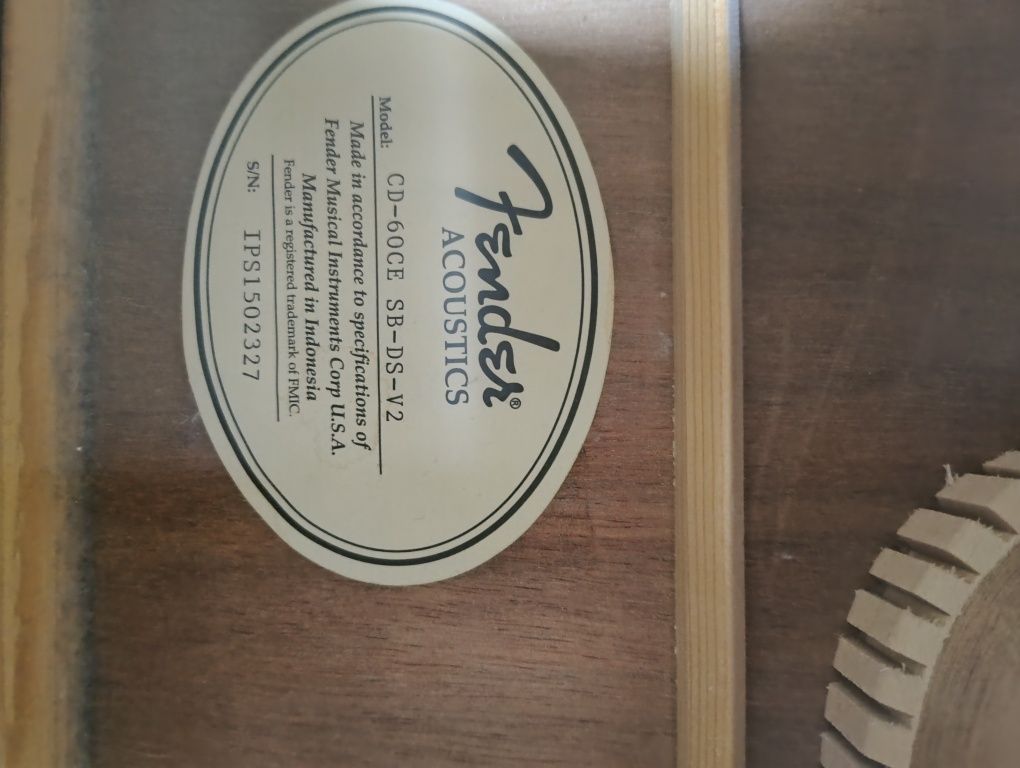 Fender®
ACOUSTICS
Model: CD-60CE SB-DS-V2
Made in accordance to specifications of
Fender Musical Instruments Corp U.S.A.
Manufactured in Indonesia
Fender is a registered trademark of FMIC.
S/N: IPS1502327